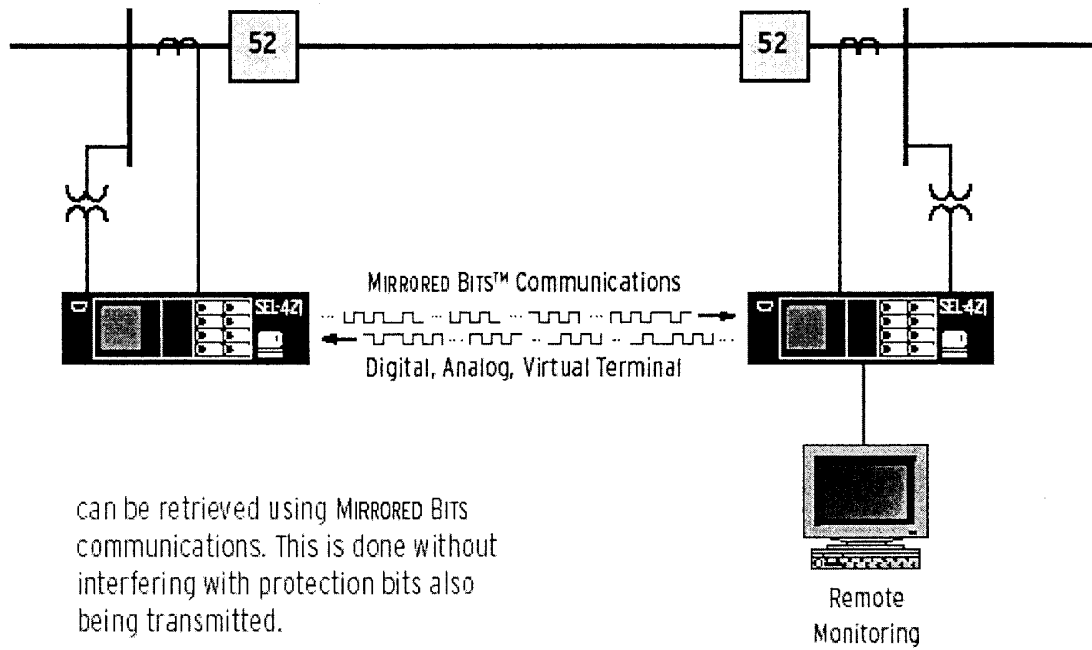 52
52
MIRRORED BITS™ Communications
SEL-421
SEL-421
Digital, Analog, Virtual Terminal
can be retrieved using MIRRORED BITS
communications. This is done without
interfering with protection bits also
being transmitted.
Remote
Monitoring